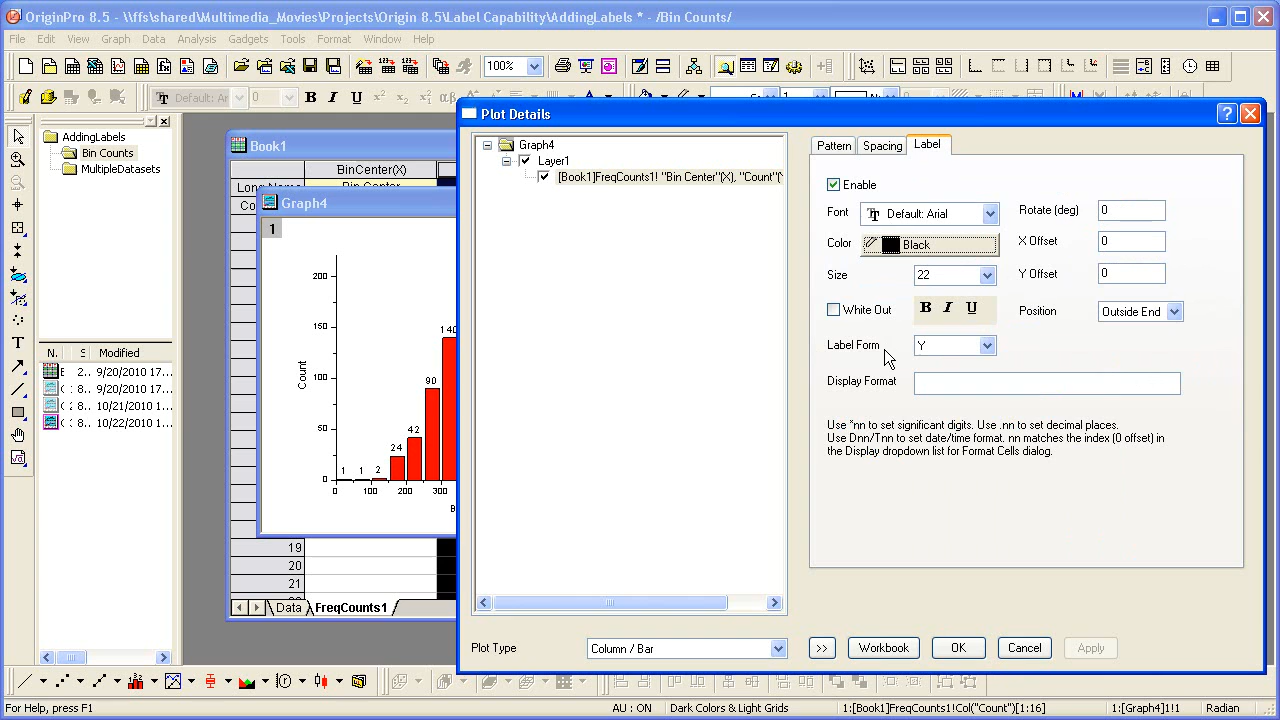 OriginPro 8.5 - \\ffs\shared\Multimedia_Movies\Projects\Origin 8.5\Label Capability\AddingLabels * - /Bin Counts/
File Edit View Graph Data Analysis Gadgets Tools Format Window Help
100%
Default: Ar 0 B I U
AddingLabels
Bin Counts
MultipleDatasets
N. S Modified
2.. 9/20/2010 17...
8.. 9/20/2010 17...
8.. 10/21/2010 1...
8.. 10/22/2010 1...
Book1
BinCenter(X)
Long Name Bin Center
Graph4
1
200
150
100
50
0
Count
1 1 2 24 42 90 140
0 100 200 300
19
20
21
Data FreqCounts1
Plot Details
Graph4
Layer1
[Book1]FreqCounts1! "Bin Center"(X), "Count"(
Pattern Spacing Label
Enable
Font Default: Arial Rotate (deg) 0
Color Black X Offset 0
Size 22 Y Offset 0
White Out B I U Position Outside End
Label Form Y
Display Format
Use *nn to set significant digits. Use .nn to set decimal places.
Use Dnn/Tnn to set date/time format. nn matches the index (0 offset) in
the Display dropdown list for Format Cells dialog.
Plot Type Column / Bar >> Workbook OK Cancel Apply
For Help, press F1 AU : ON Dark Colors & Light Grids 1:[Book1]FreqCounts1!Col("Count")[1:16] 1:[Graph4]1!1 Radian